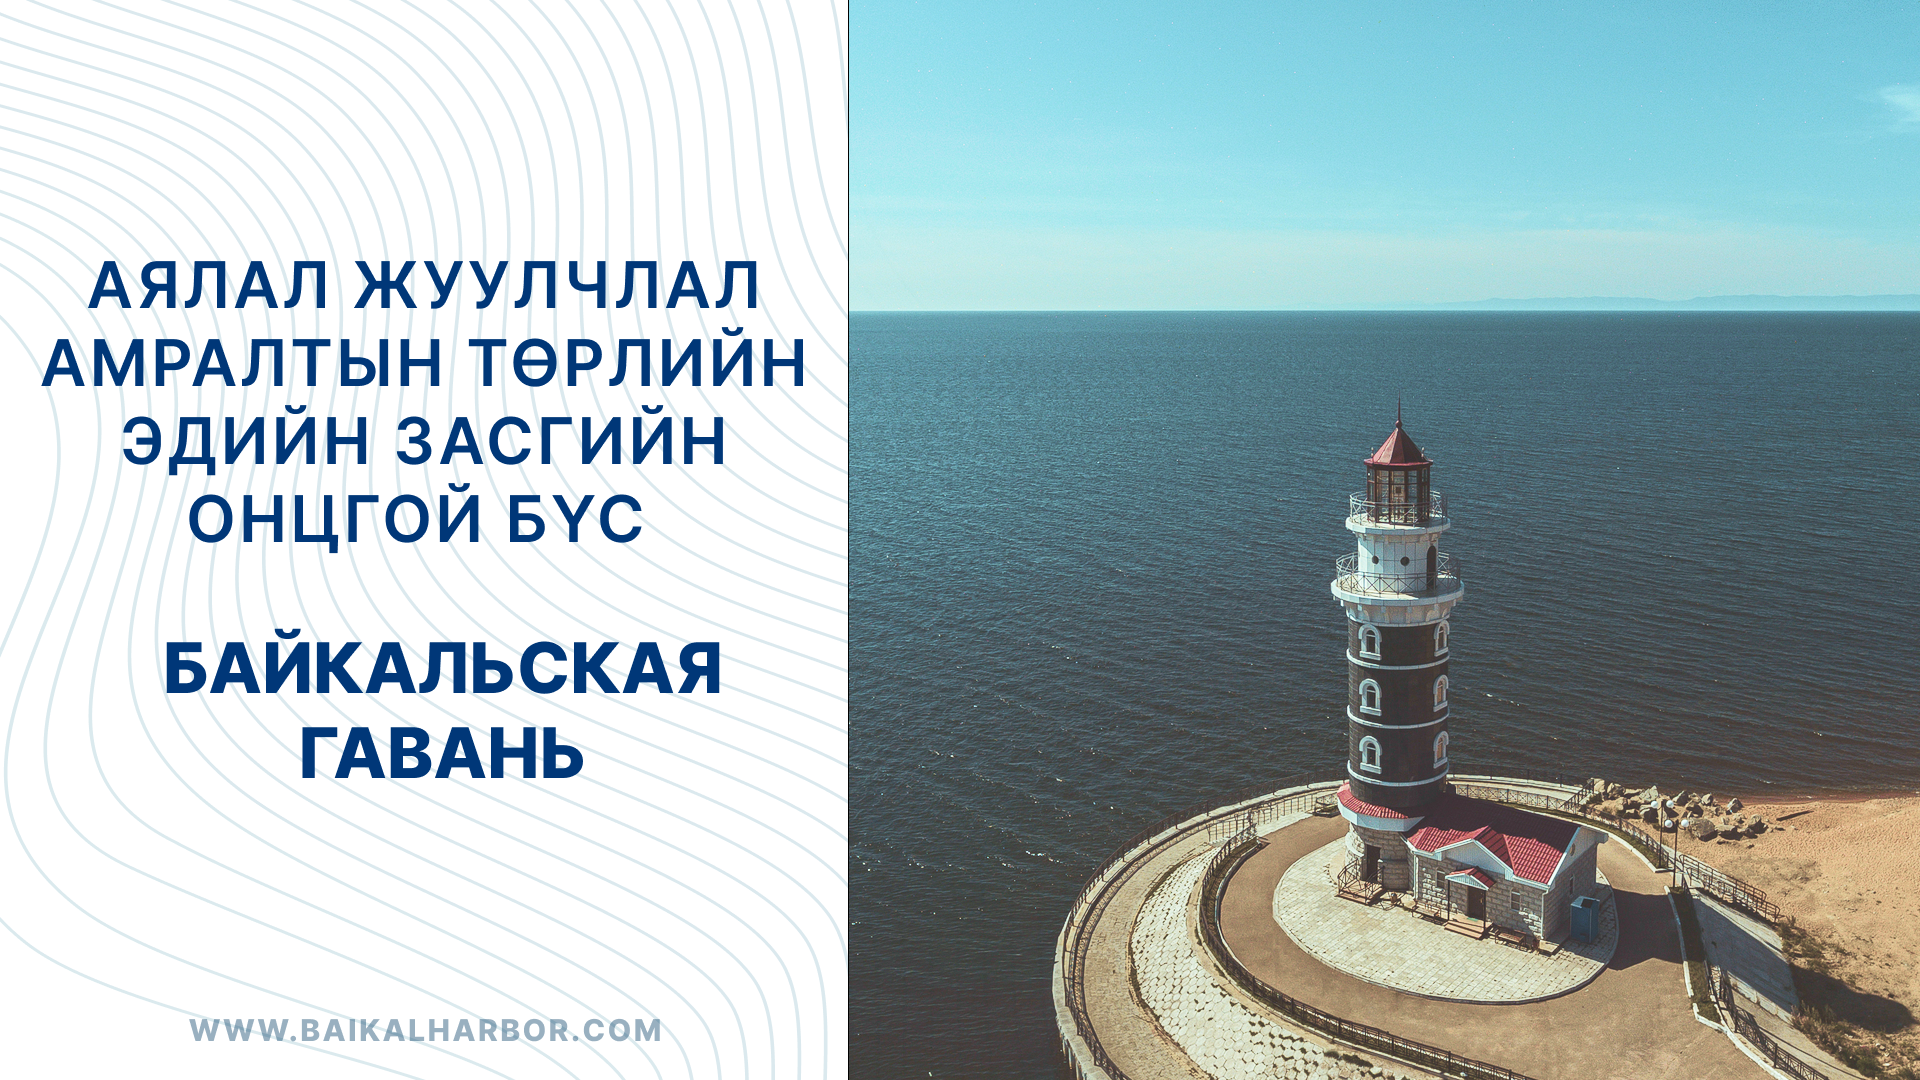 АЯЛАЛ ЖУУЛЧЛАЛ
АМРАЛТЫН ТӨРЛИЙН
ЭДИЙН ЗАСГИЙН
ОНЦГОЙ БҮС
БАЙКАЛЬСКАЯ
ГАВАНЬ
WWW.BAIKALHARBOR.COM